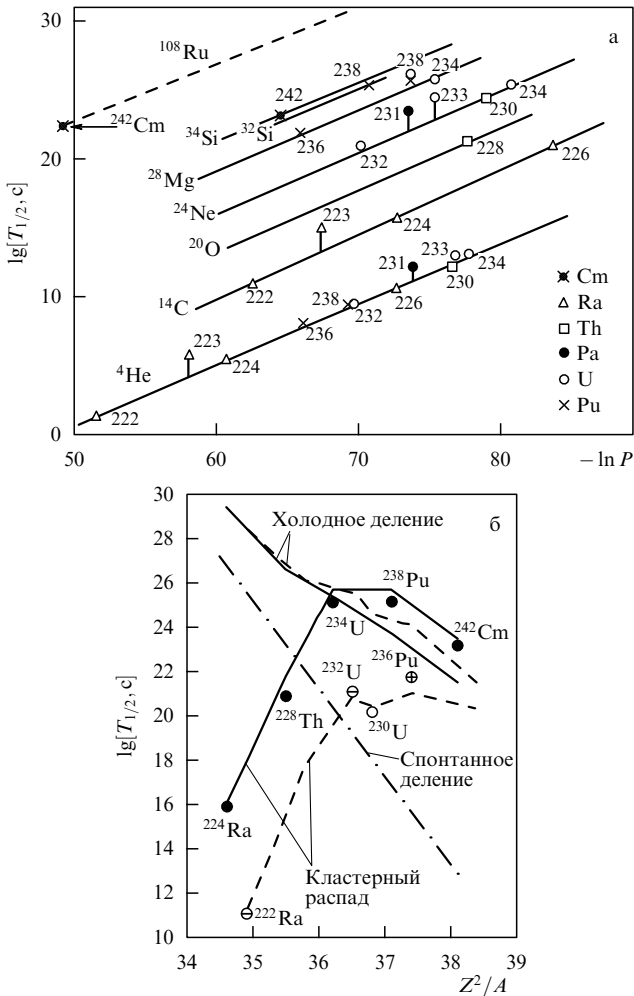 а
30
20
10
0
lg[T₁/₂, с]
50
60
70
80
−ln P
¹⁰⁸Ru
²⁴²Cm
³⁴Si
³²Si
²⁸Mg
²⁴Ne
²⁰O
¹⁴C
⁴He
242
238
238
234
236
231
233
230
234
232
228
223
224
226
222
231
233
234
230
238
232
226
236
223
224
222
Cm
Ra
Th
Pa
U
Pu
б
30
28
26
24
22
20
18
16
14
12
10
lg[T₁/₂, с]
34
35
36
37
38
39
Z²/A
Холодное деление
²³⁸Pu
²³⁴U
²⁴²Cm
²³⁶Pu
²³²U
²²⁸Th
²³⁰U
Спонтанное
деление
²²⁴Ra
Кластерный
распад
²²²Ra